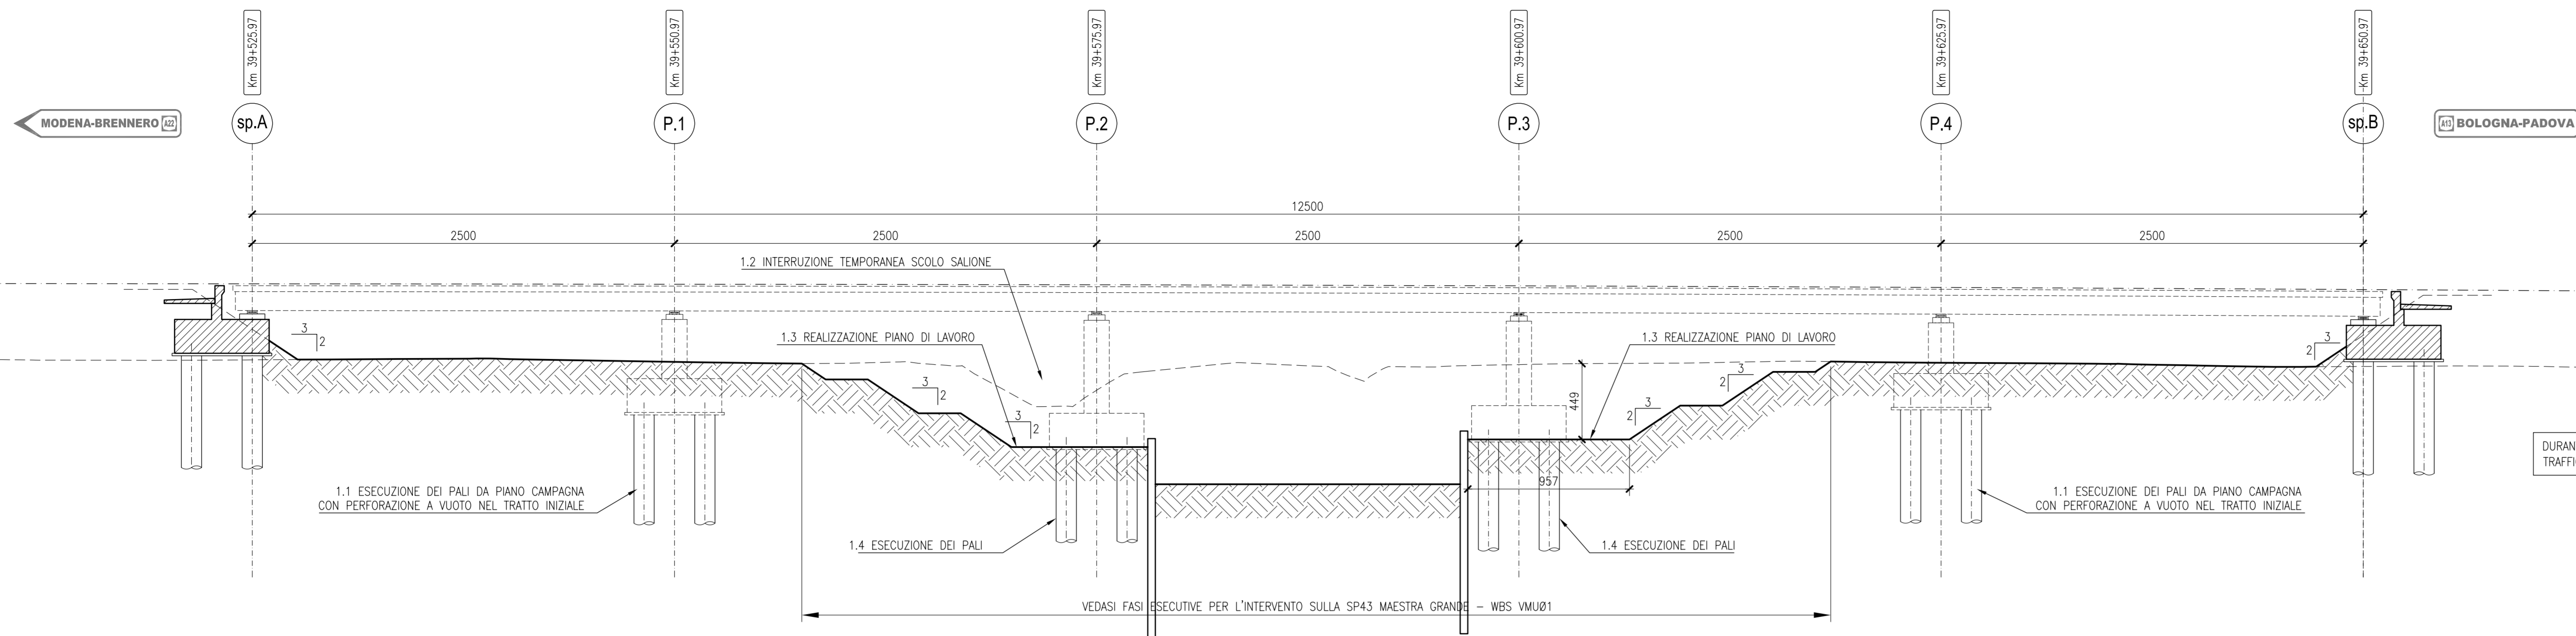 Km 39+525.97
Km 39+550.97
Km 39+575.97
Km 39+600.97
Km 39+625.97
Km 39+650.97
MODENA-BRENNERO A22
sp.A
P.1
P.2
P.3
P.4
sp.B
A13 BOLOGNA-PADOVA
12500
2500
2500
2500
2500
2500
1.2 INTERRUZIONE TEMPORANEA SCOLO SALIONE
1.3 REALIZZAZIONE PIANO DI LAVORO
1.3 REALIZZAZIONE PIANO DI LAVORO
3
2
3
2
3
2
3
2
3
2
3
2
449
957
1.1 ESECUZIONE DEI PALI DA PIANO CAMPAGNA
CON PERFORAZIONE A VUOTO NEL TRATTO INIZIALE
1.4 ESECUZIONE DEI PALI
1.4 ESECUZIONE DEI PALI
1.1 ESECUZIONE DEI PALI DA PIANO CAMPAGNA
CON PERFORAZIONE A VUOTO NEL TRATTO INIZIALE
DURAN
TRAFFI
VEDASI FASI ESECUTIVE PER L'INTERVENTO SULLA SP43 MAESTRA GRANDE – WBS VMUØ1